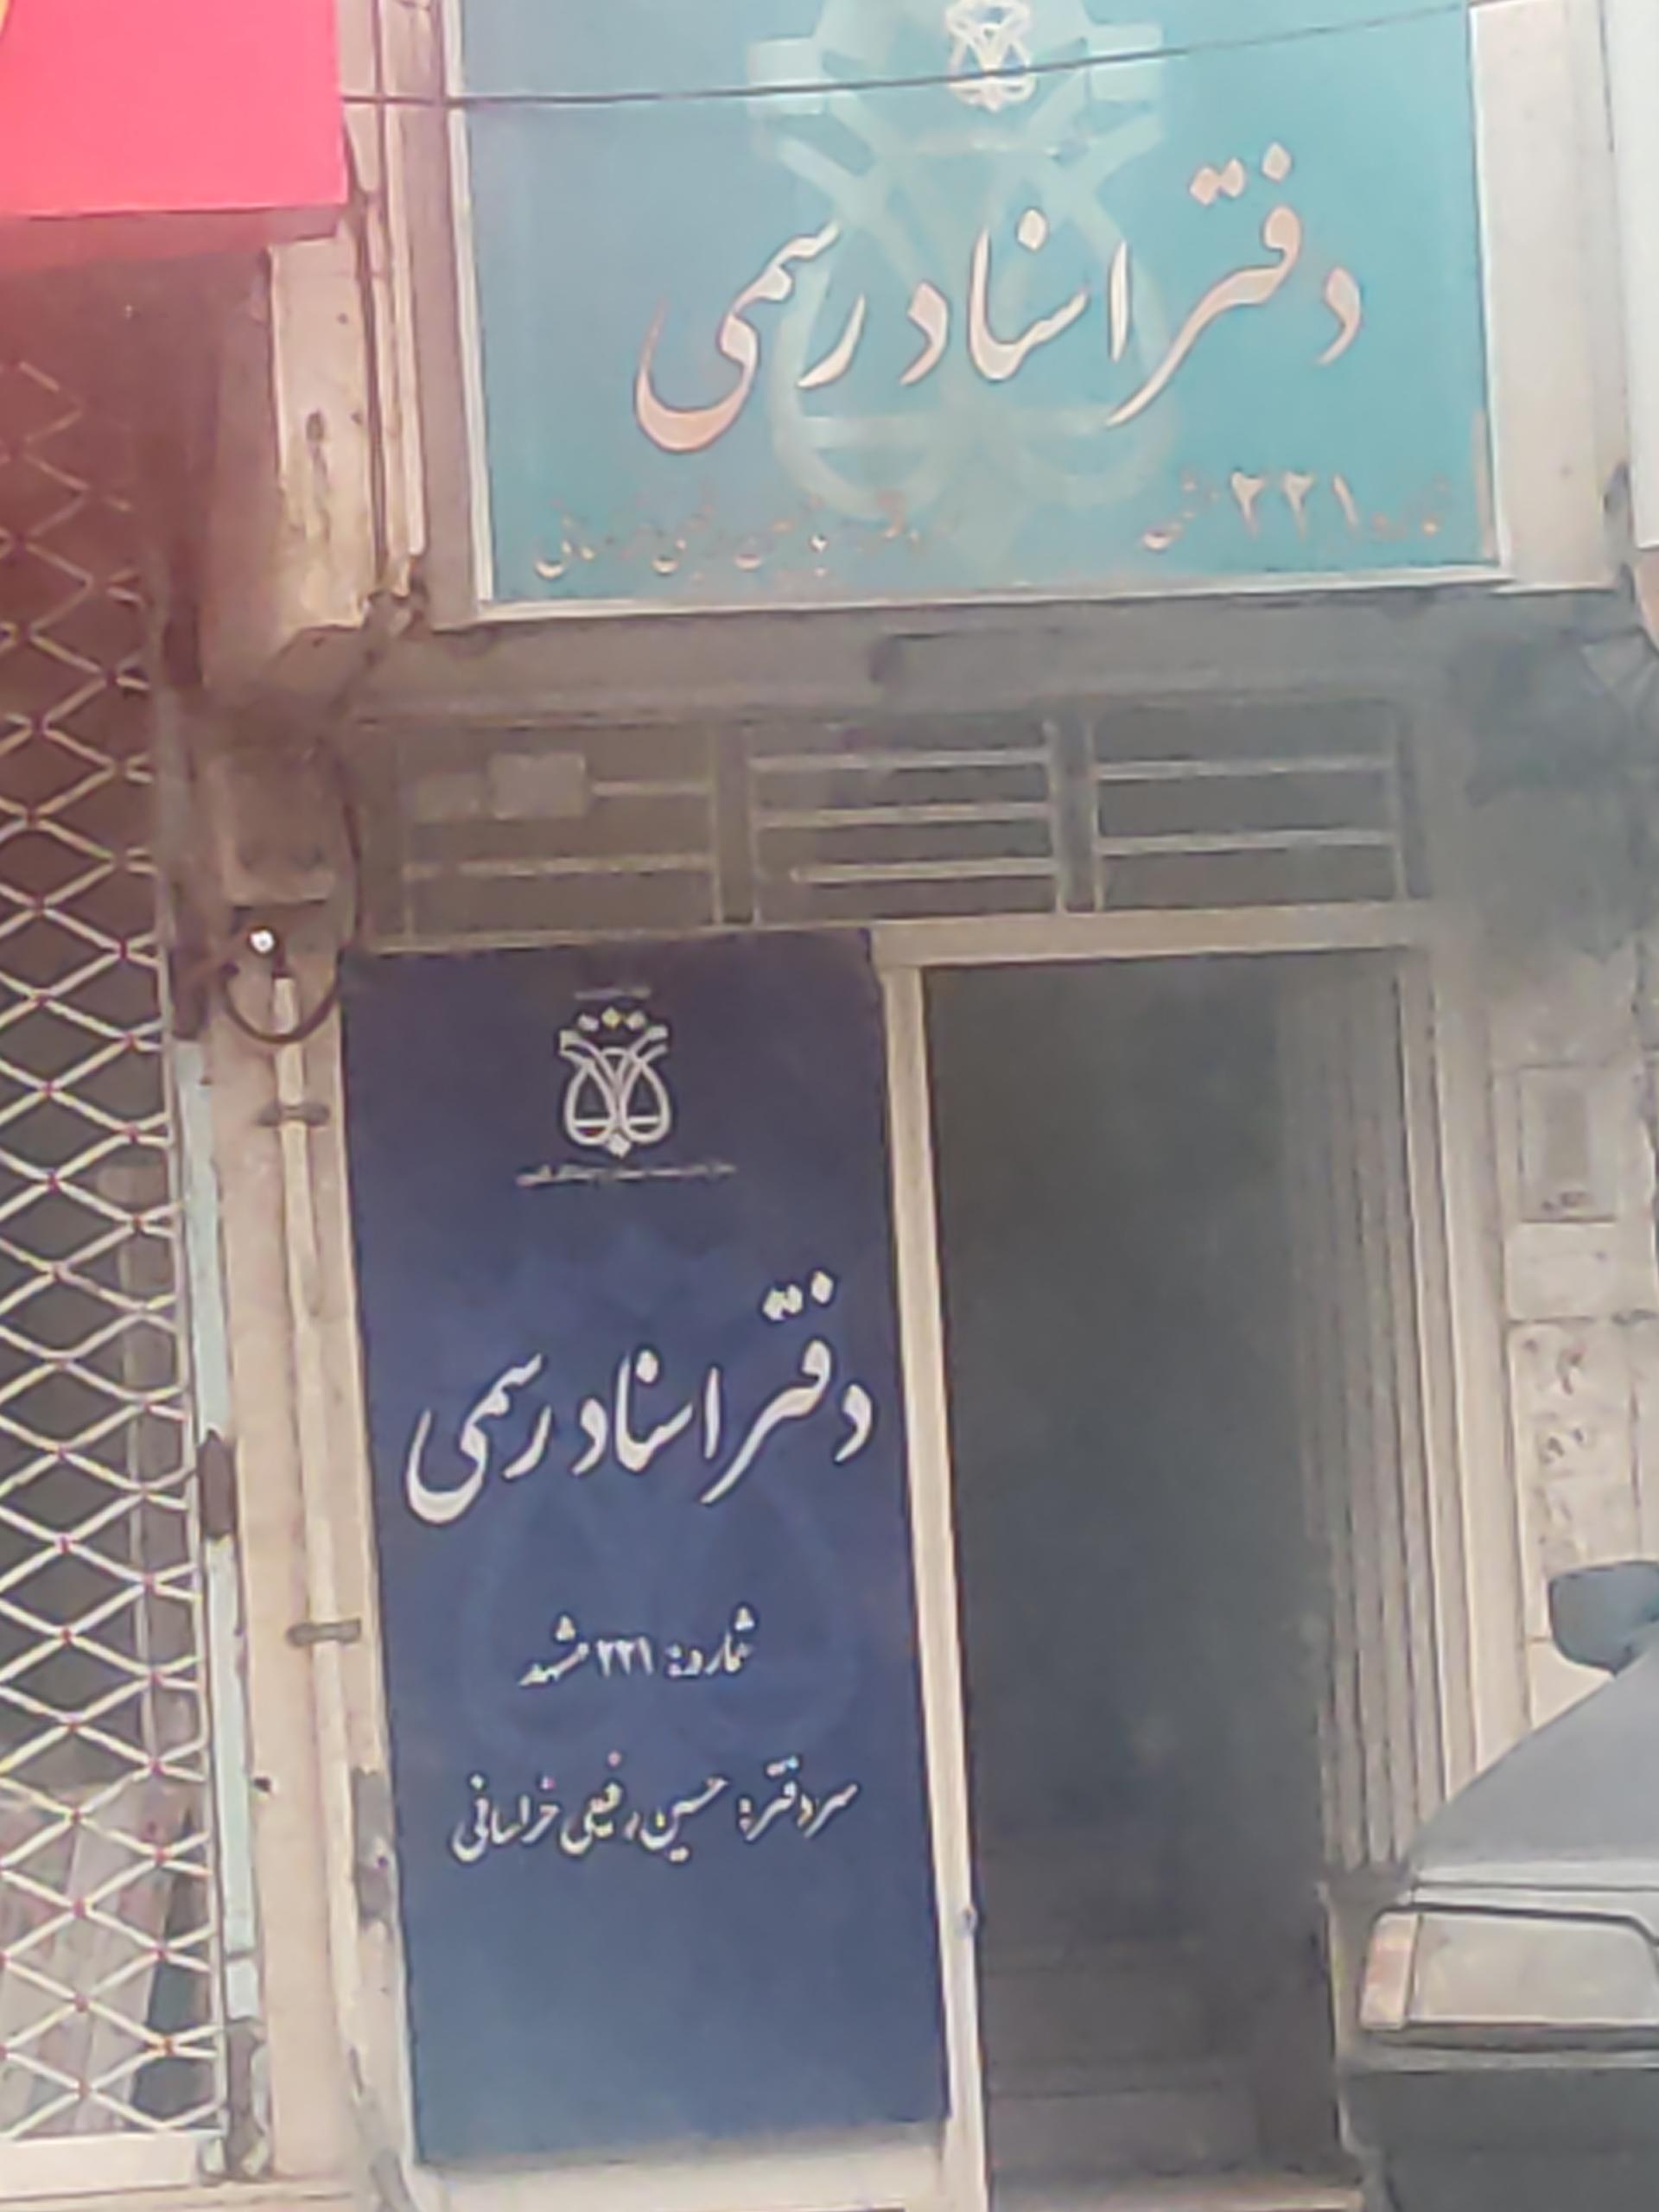 دفتر اسناد رسمی
۲۲۱
دفتر اسناد رسمی
شماره: ۲۲۱ مشهد
سردفتر: حسین رفیعی خراسانی